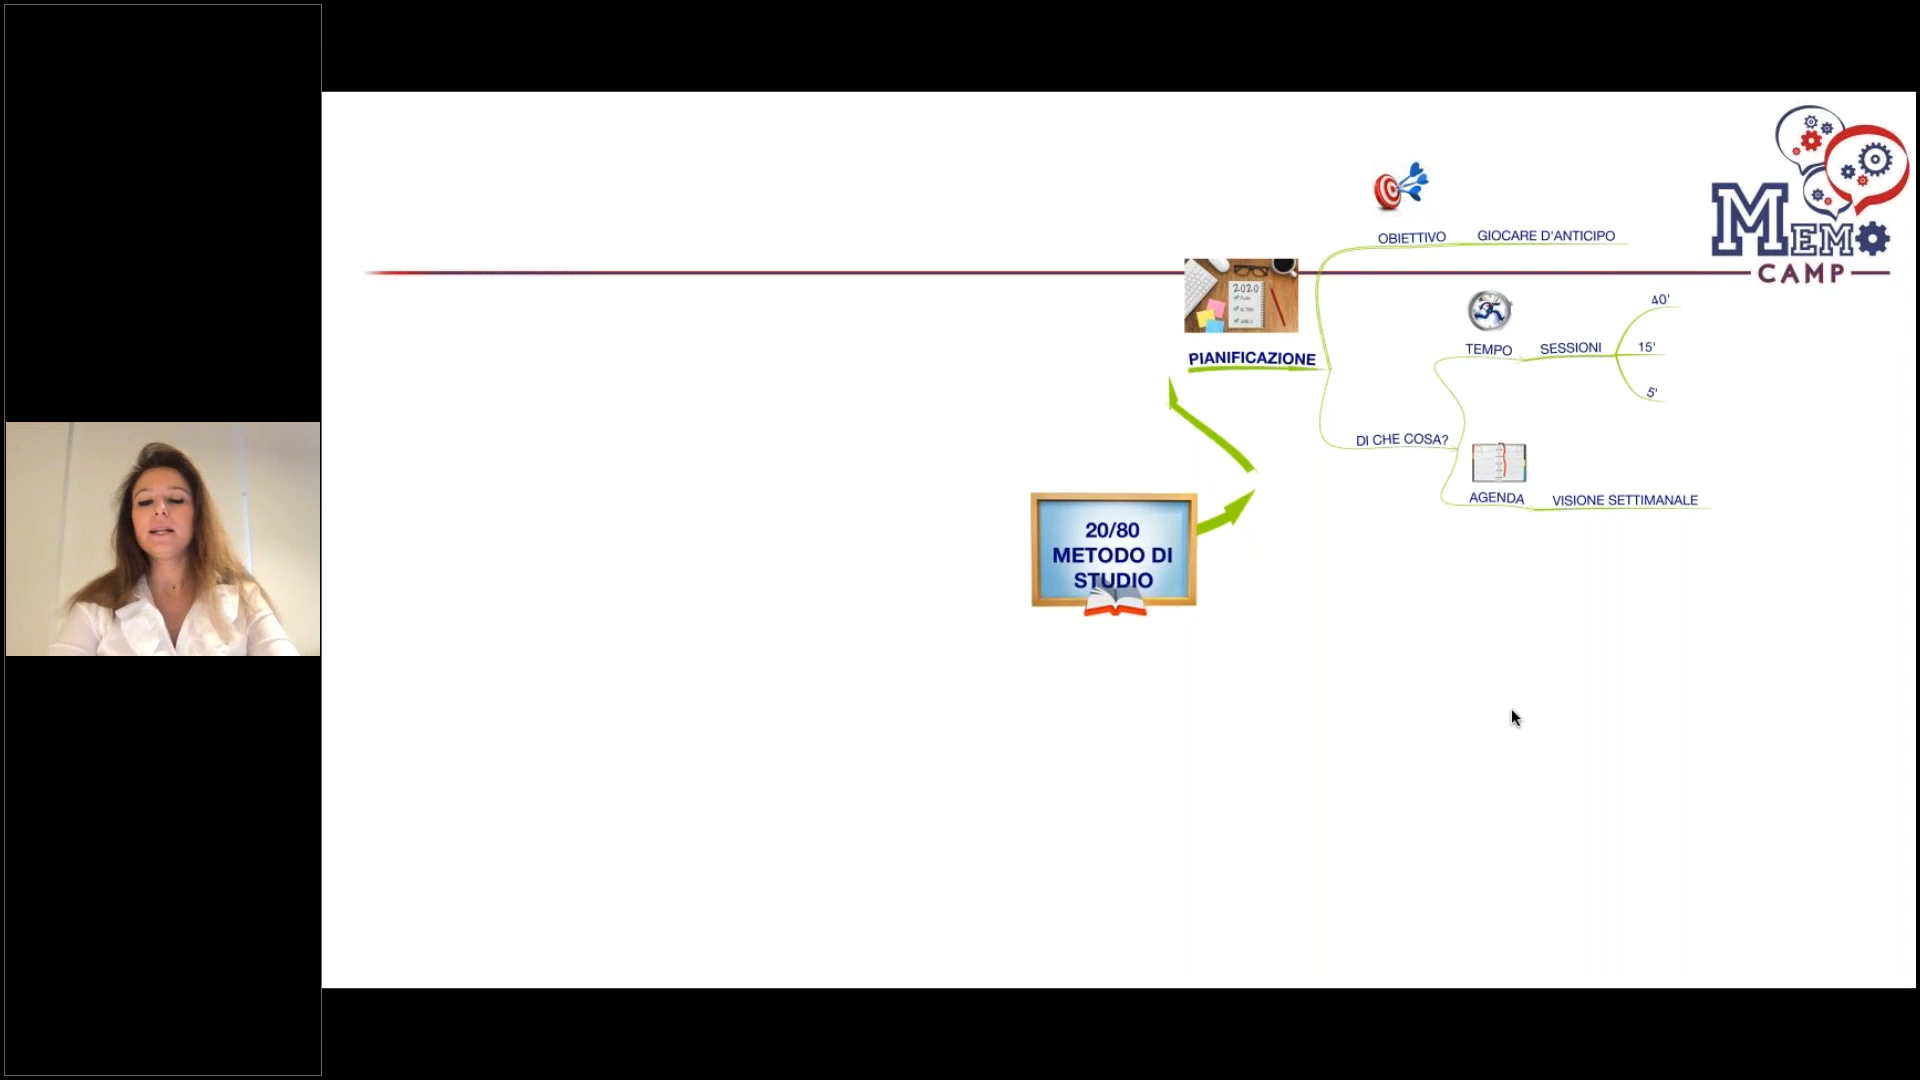 MEMO
CAMP
OBIETTIVO
GIOCARE D'ANTICIPO
2020
PIANIFICAZIONE
TEMPO
SESSIONI
40'
15'
5'
DI CHE COSA?
AGENDA
VISIONE SETTIMANALE
20/80
METODO DI
STUDIO